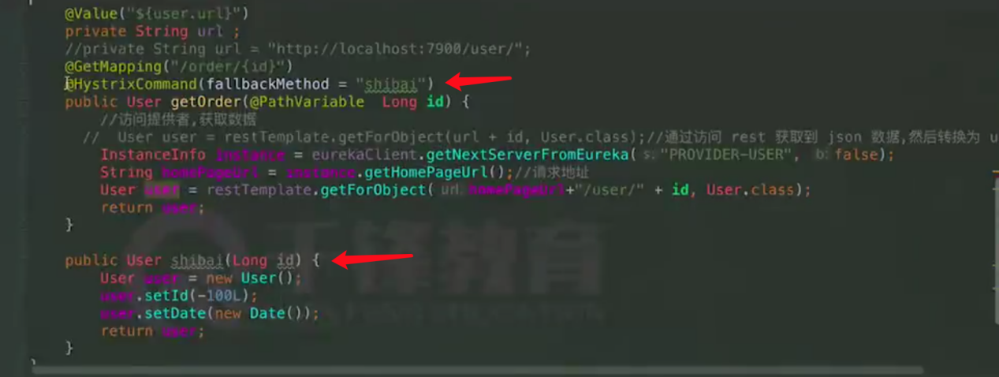 @Value("${user.url}")
private String url ;
//private String url = "http://localhost:7900/user/";
@GetMapping("/order/{id}")
@HystrixCommand(fallbackMethod = "shibai")
public User getOrder(@PathVariable  Long id) {
//访问提供者,获取数据
//  User user = restTemplate.getForObject(url + id, User.class);//通过访问 rest 获取到 json 数据,然后转换为 u
InstanceInfo instance = eurekaClient.getNextServerFromEureka( s: "PROVIDER-USER", b: false);
String homePageUrl = instance.getHomePageUrl();//请求地址
User user = restTemplate.getForObject( url: homePageUrl+"/user/" + id, User.class);
return user;
}
public User shibai(Long id) {
User user = new User();
user.setId(-100L);
user.setDate(new Date());
return user;
}
}
千锋教育